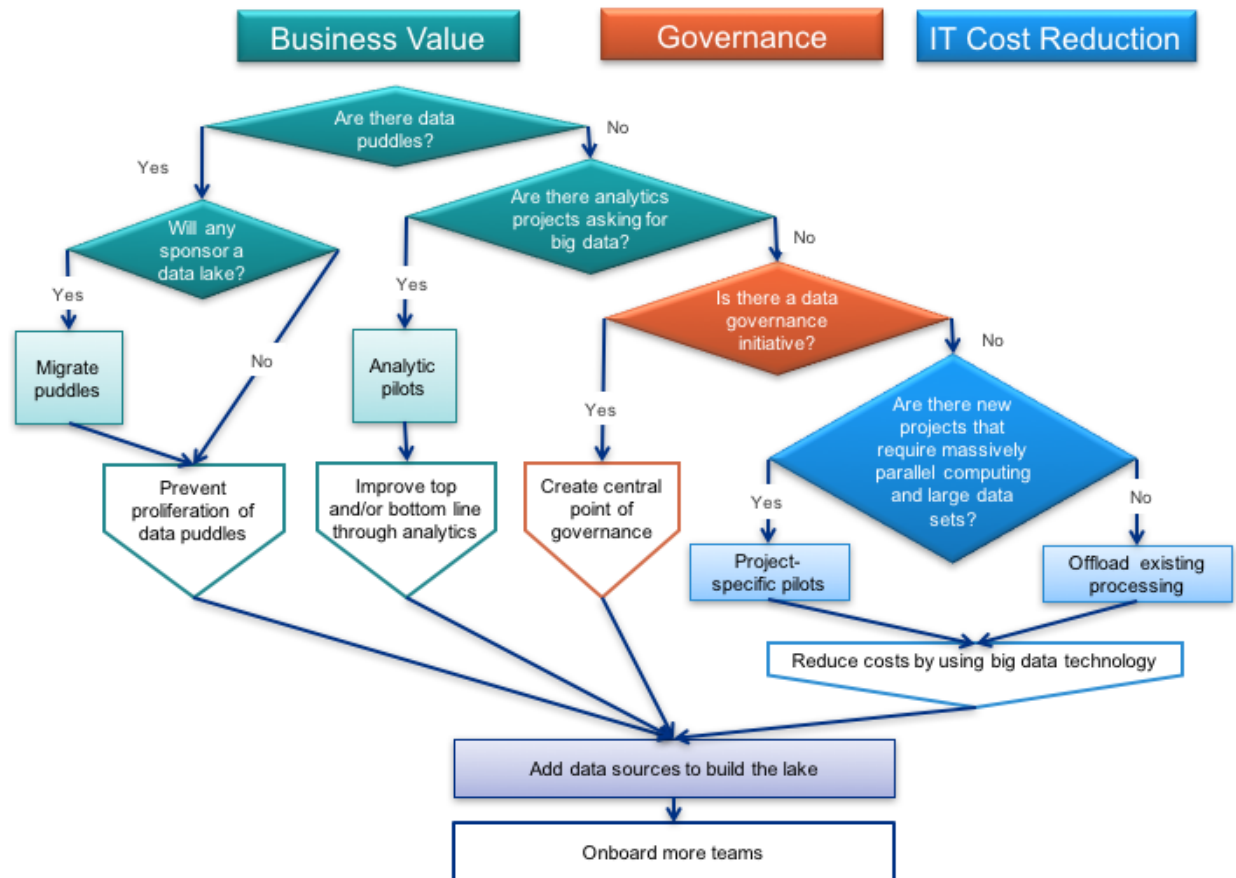 Business Value
Governance
IT Cost Reduction
Are there data
puddles?
No
Yes
Are there analytics
projects asking for
big data?
Will any
sponsor a
data lake?
No
Yes
Yes
Is there a data
governance
initiative?
No
No
Migrate
puddles
Analytic
pilots
Yes
Are there new
projects that
require massively
parallel computing
and large data
sets?
Prevent
proliferation of
data puddles
Improve top
and/or bottom line
through analytics
Create central
point of
governance
Yes
No
Project-
specific pilots
Offload existing
processing
Reduce costs by using big data technology
Add data sources to build the lake
Onboard more teams